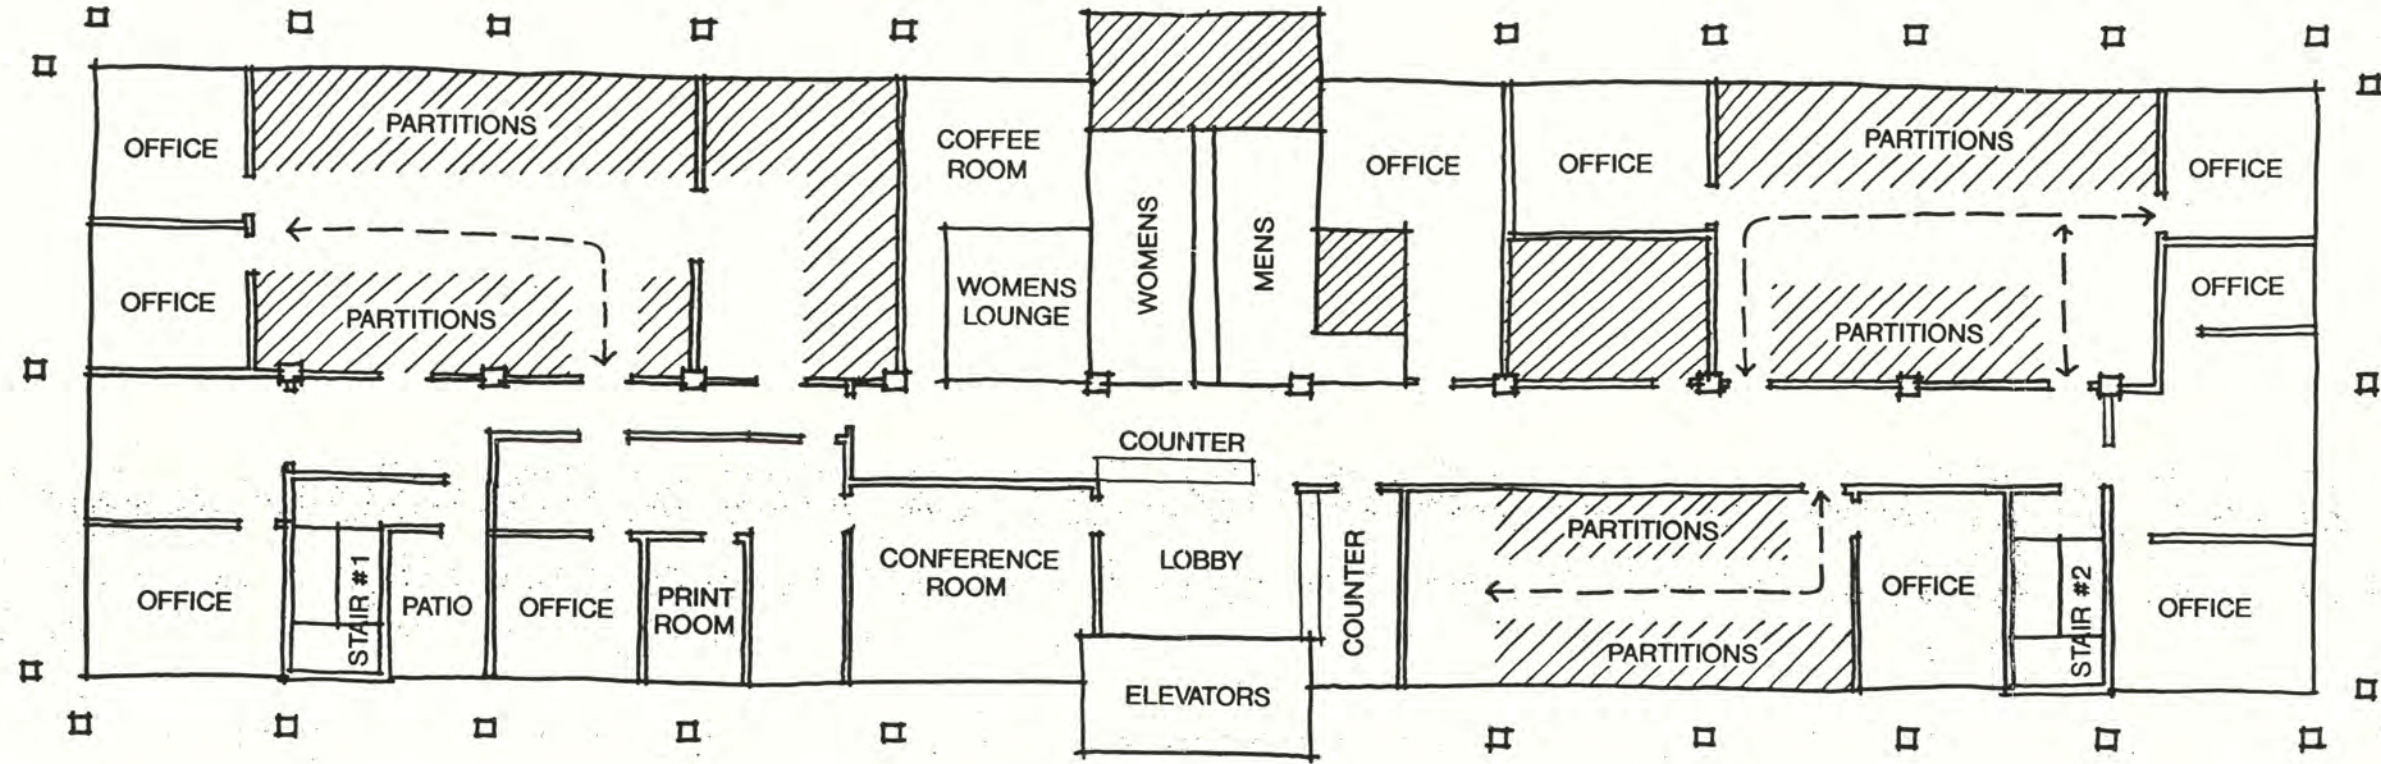 PARTITIONS
OFFICE
COFFEE
ROOM
OFFICE
OFFICE
PARTITIONS
OFFICE
WOMENS
MENS
OFFICE
PARTITIONS
WOMENS
LOUNGE
PARTITIONS
OFFICE
COUNTER
OFFICE
STAIR #1
PATIO
OFFICE
PRINT
ROOM
CONFERENCE
ROOM
LOBBY
COUNTER
PARTITIONS
PARTITIONS
OFFICE
STAIR #2
OFFICE
ELEVATORS